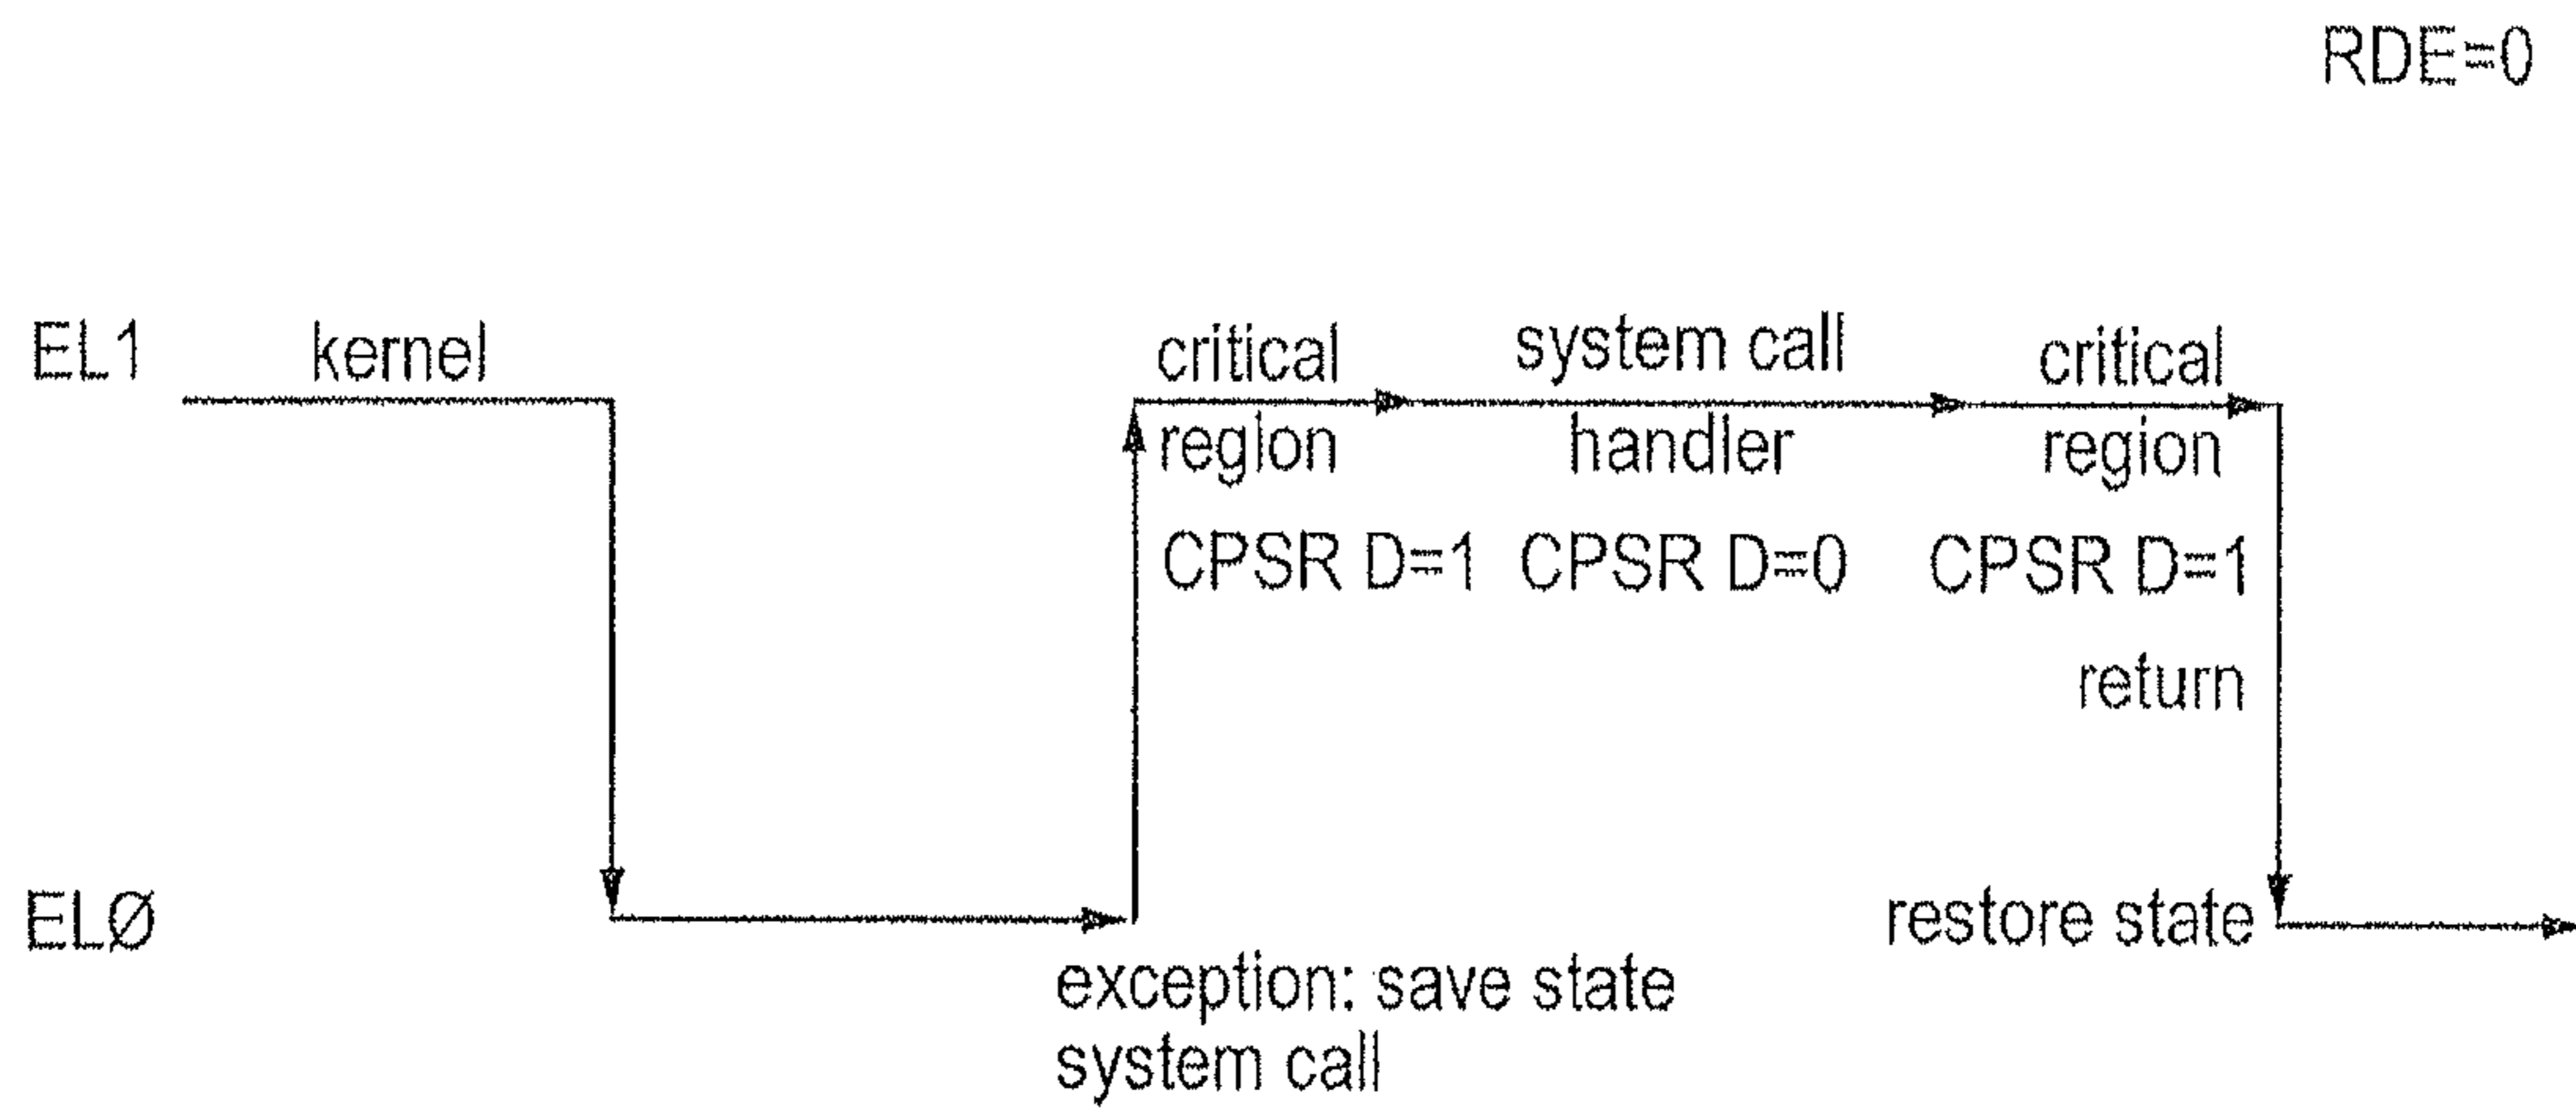 RDE=0
EL1
kernel
critical
region
system call
handler
critical
region
CPSR D=1
CPSR D=0
CPSR D=1
return
ELØ
restore state
exception: save state
system call